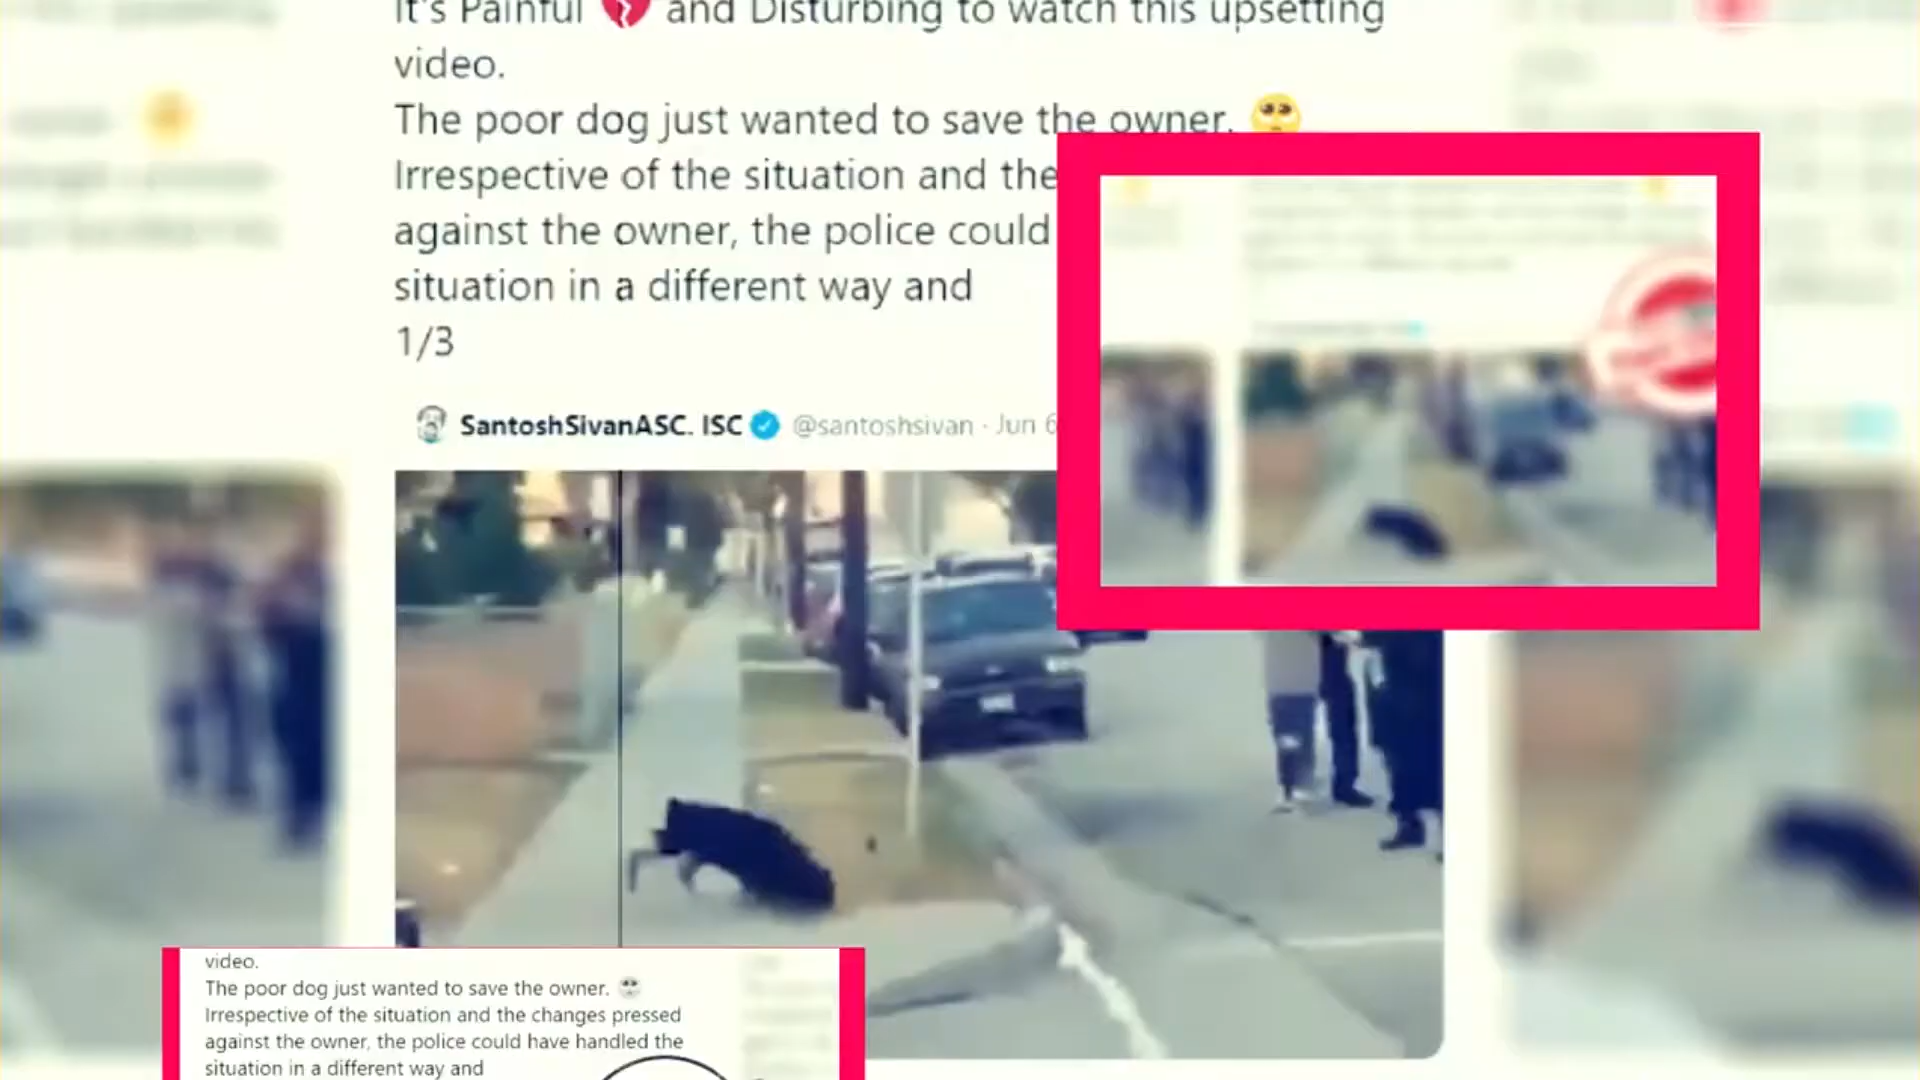 It's Painful 💔 and Disturbing to watch this upsetting
video.
The poor dog just wanted to save the owner. 🥺
Irrespective of the situation and the
against the owner, the police could
situation in a different way and
1/3
SantoshSivanASC. ISC @santoshsivan · Jun 6
video.
The poor dog just wanted to save the owner. 🥺
Irrespective of the situation and the changes pressed
against the owner, the police could have handled the
situation in a different way and